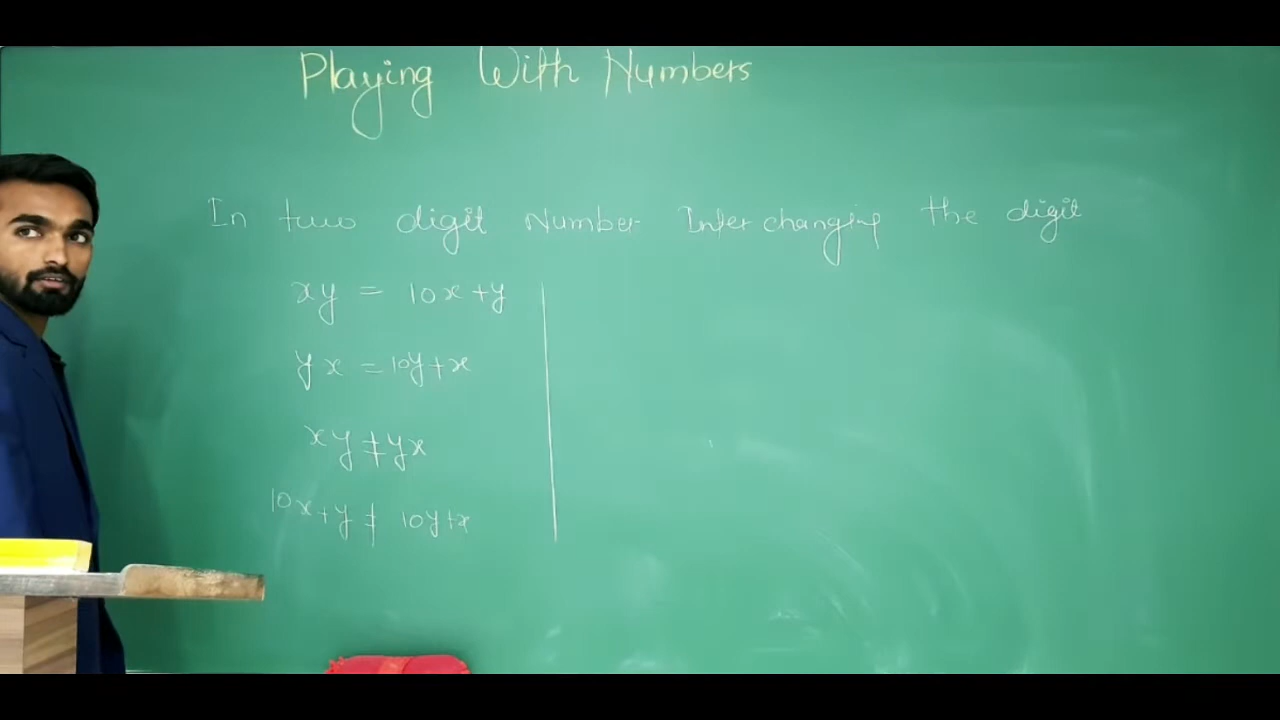 Playing With Numbers
In two digit Number Interchanging the digit
xy = 10x+y
yx = 10y+x
xy ≠ yx
10x+y ≠ 10y+x